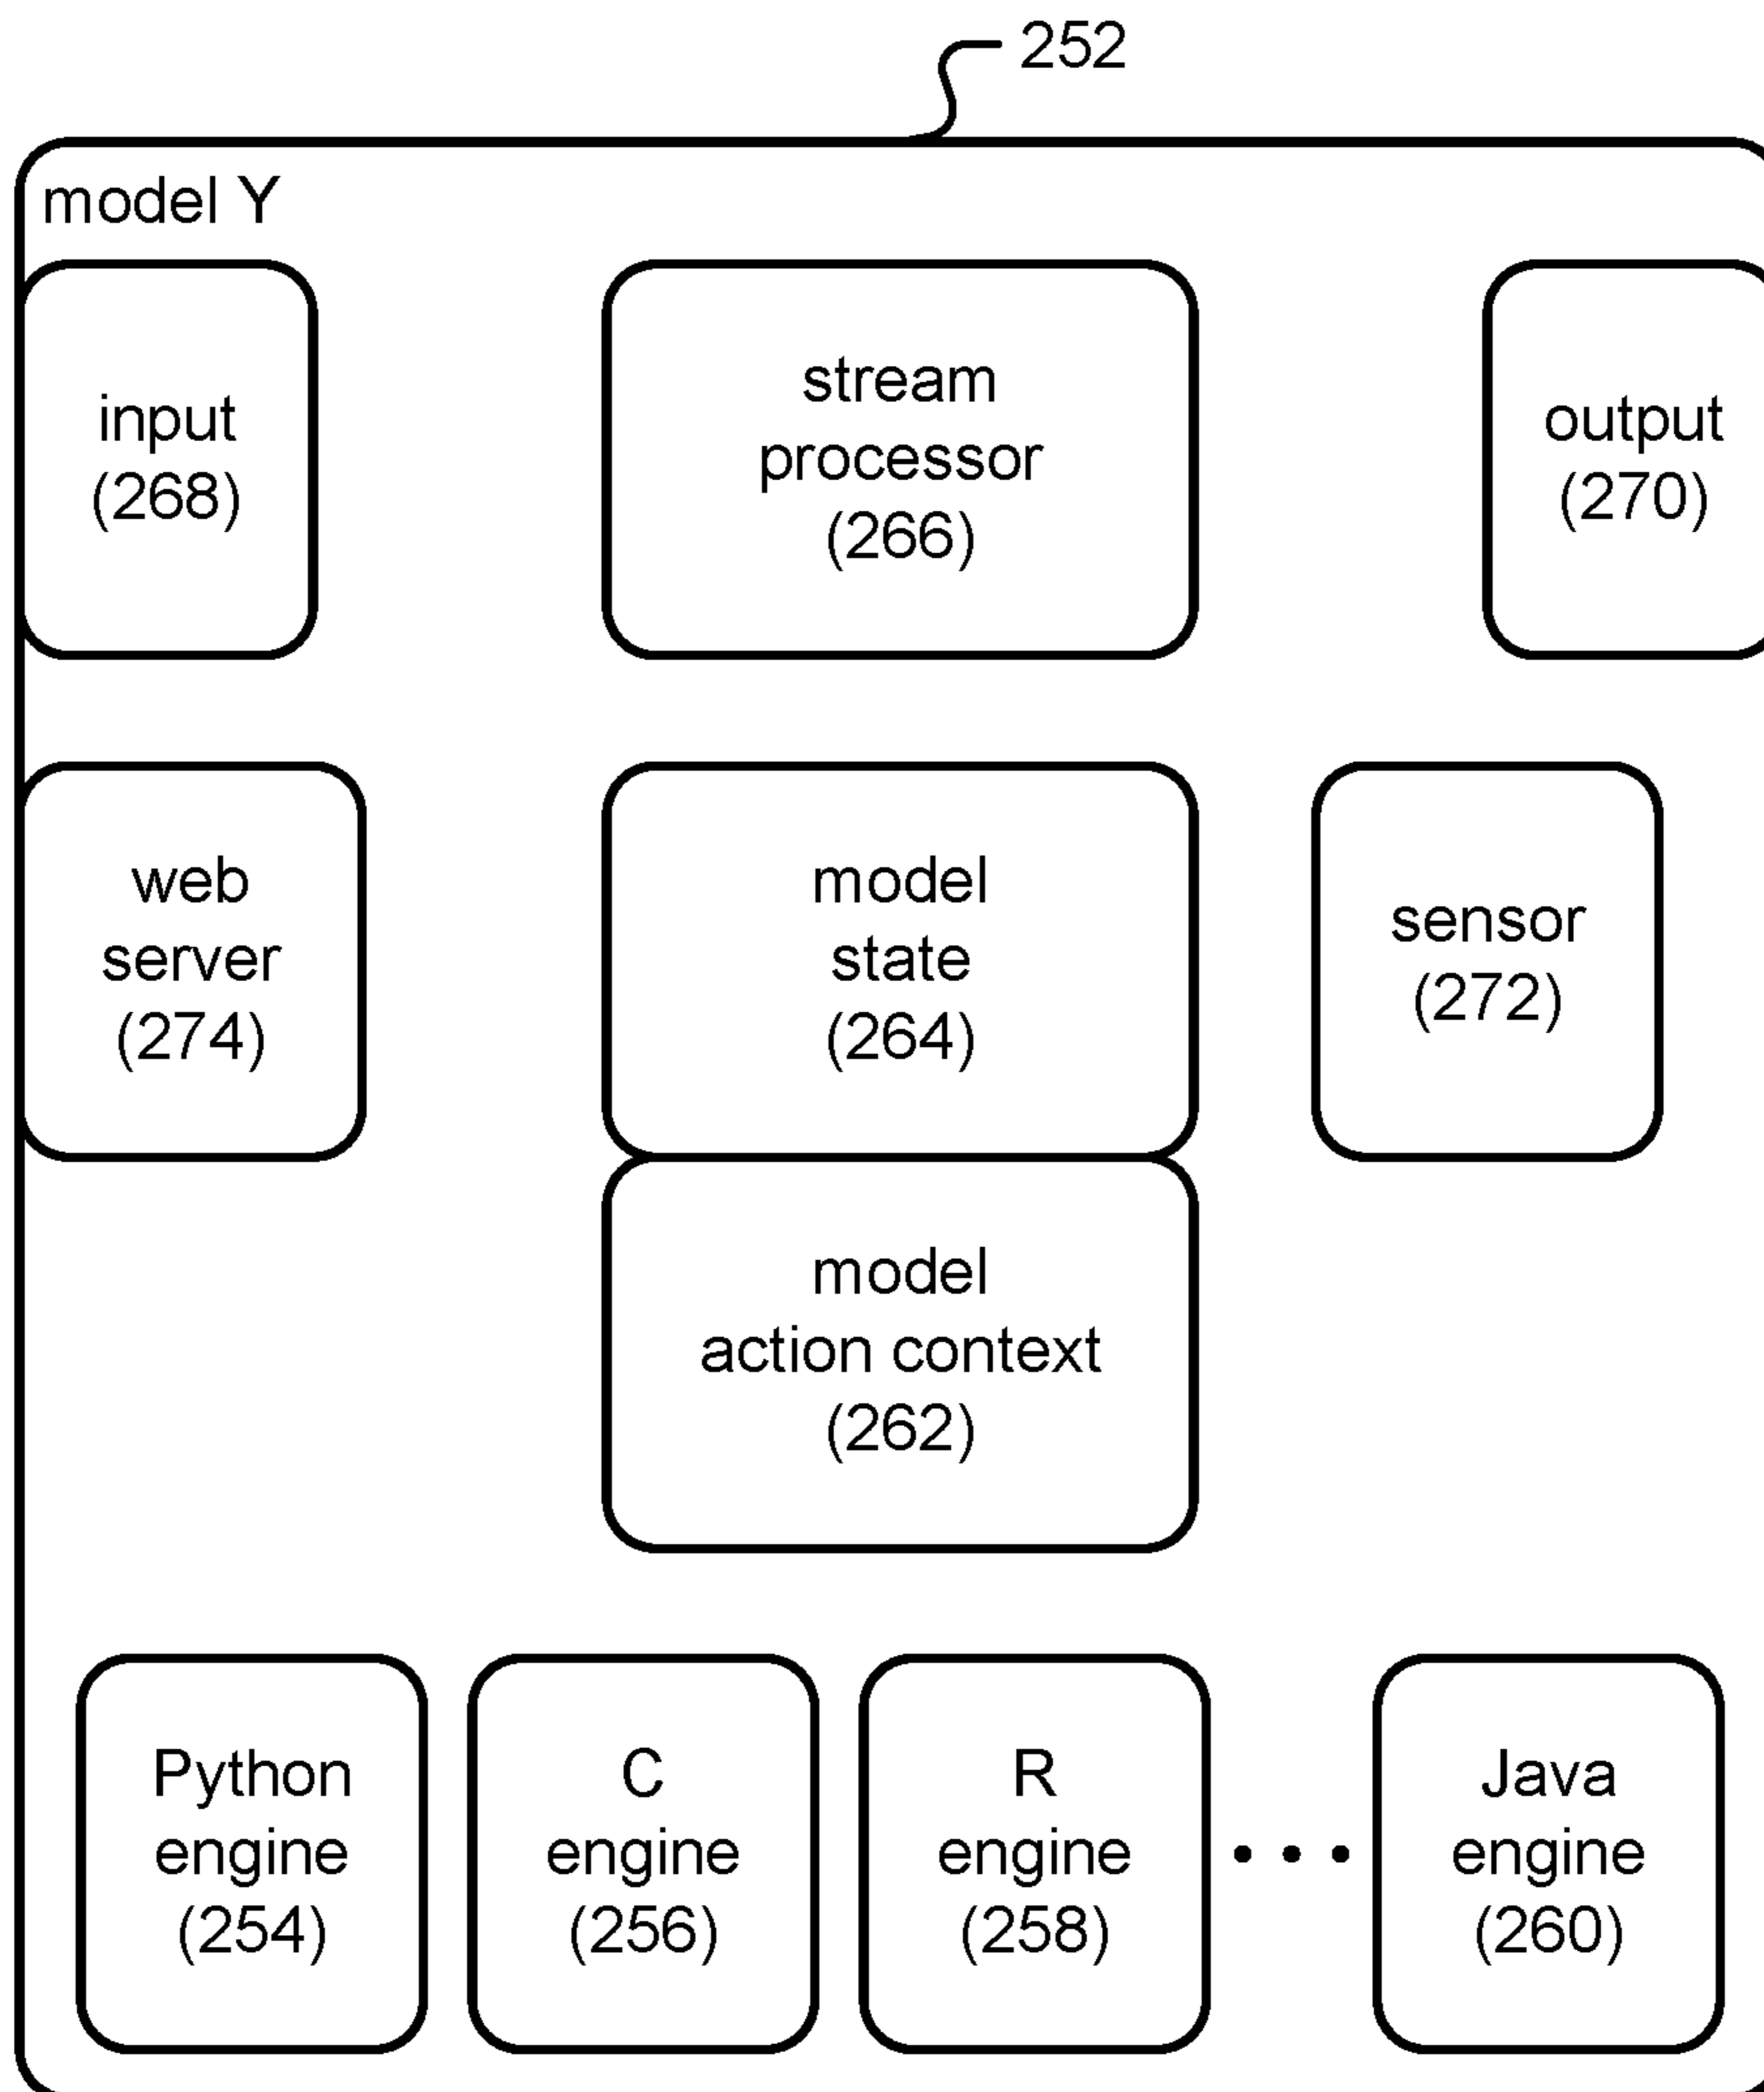 252
model Y
input
(268)
stream
processor
(266)
output
(270)
web
server
(274)
model
state
(264)
sensor
(272)
model
action context
(262)
Python
engine
(254)
C
engine
(256)
R
engine
(258)
• • •
Java
engine
(260)